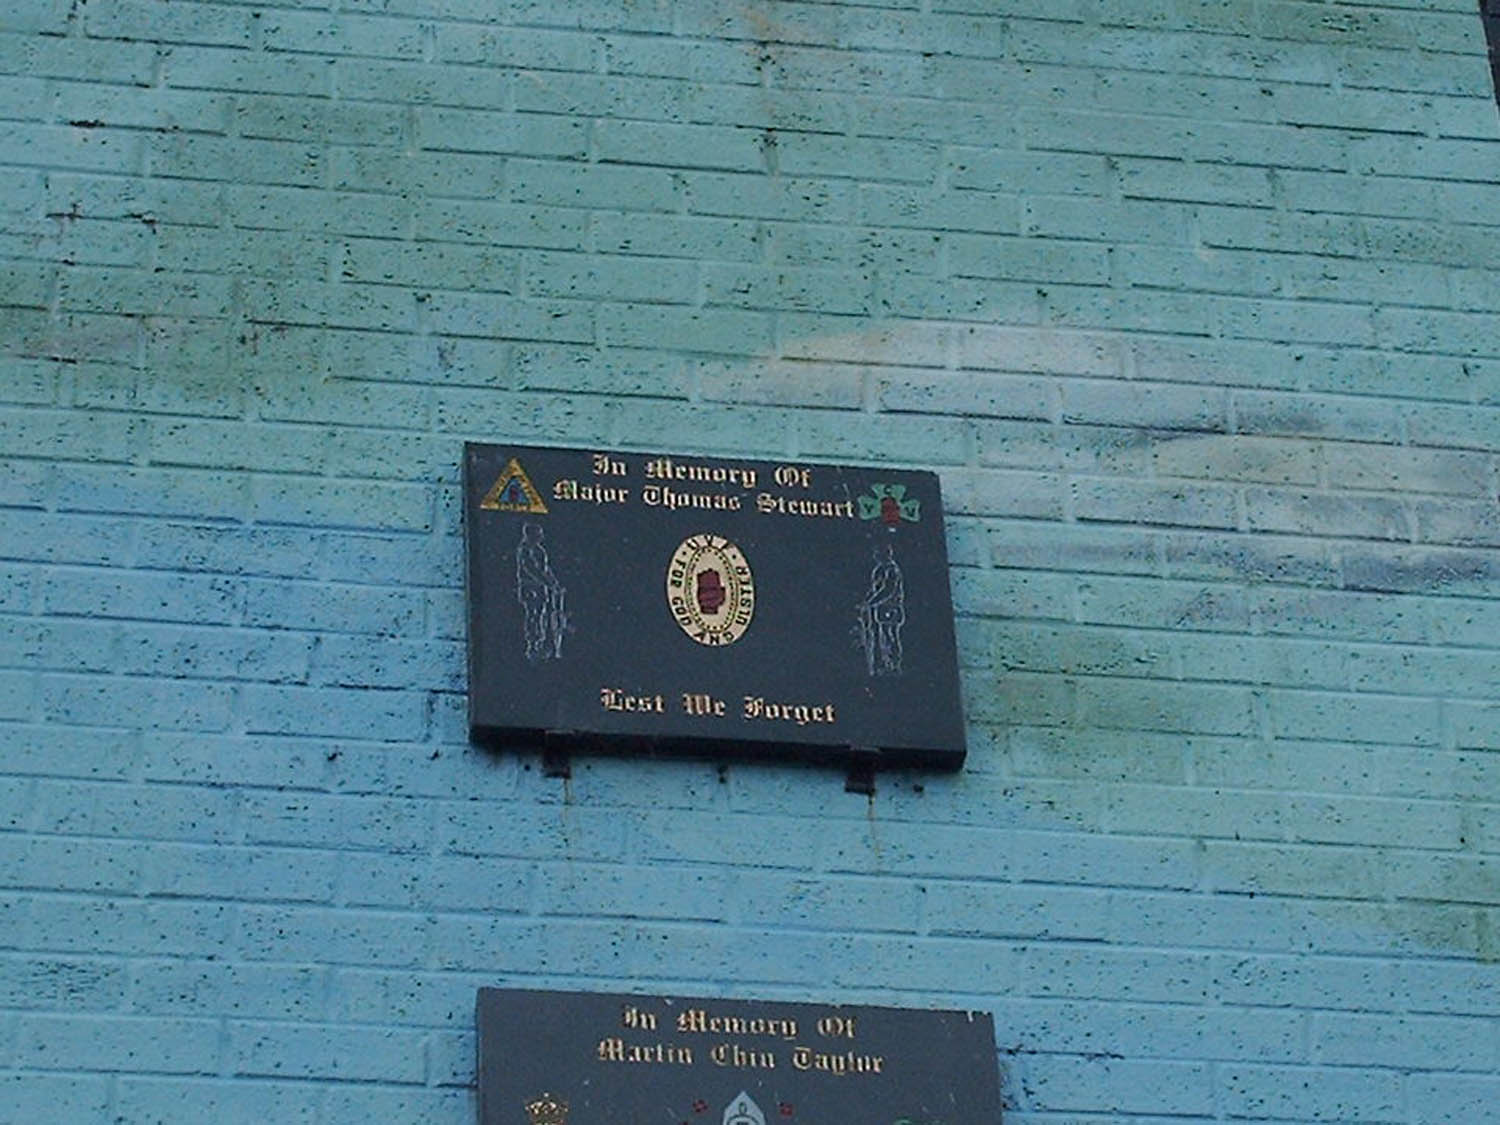 In Memory Of
Major Thomas Stewart
Y C V
UVF
FOR GOD AND ULSTER
Lest We Forget
In Memory Of
Martin Chin Taylor